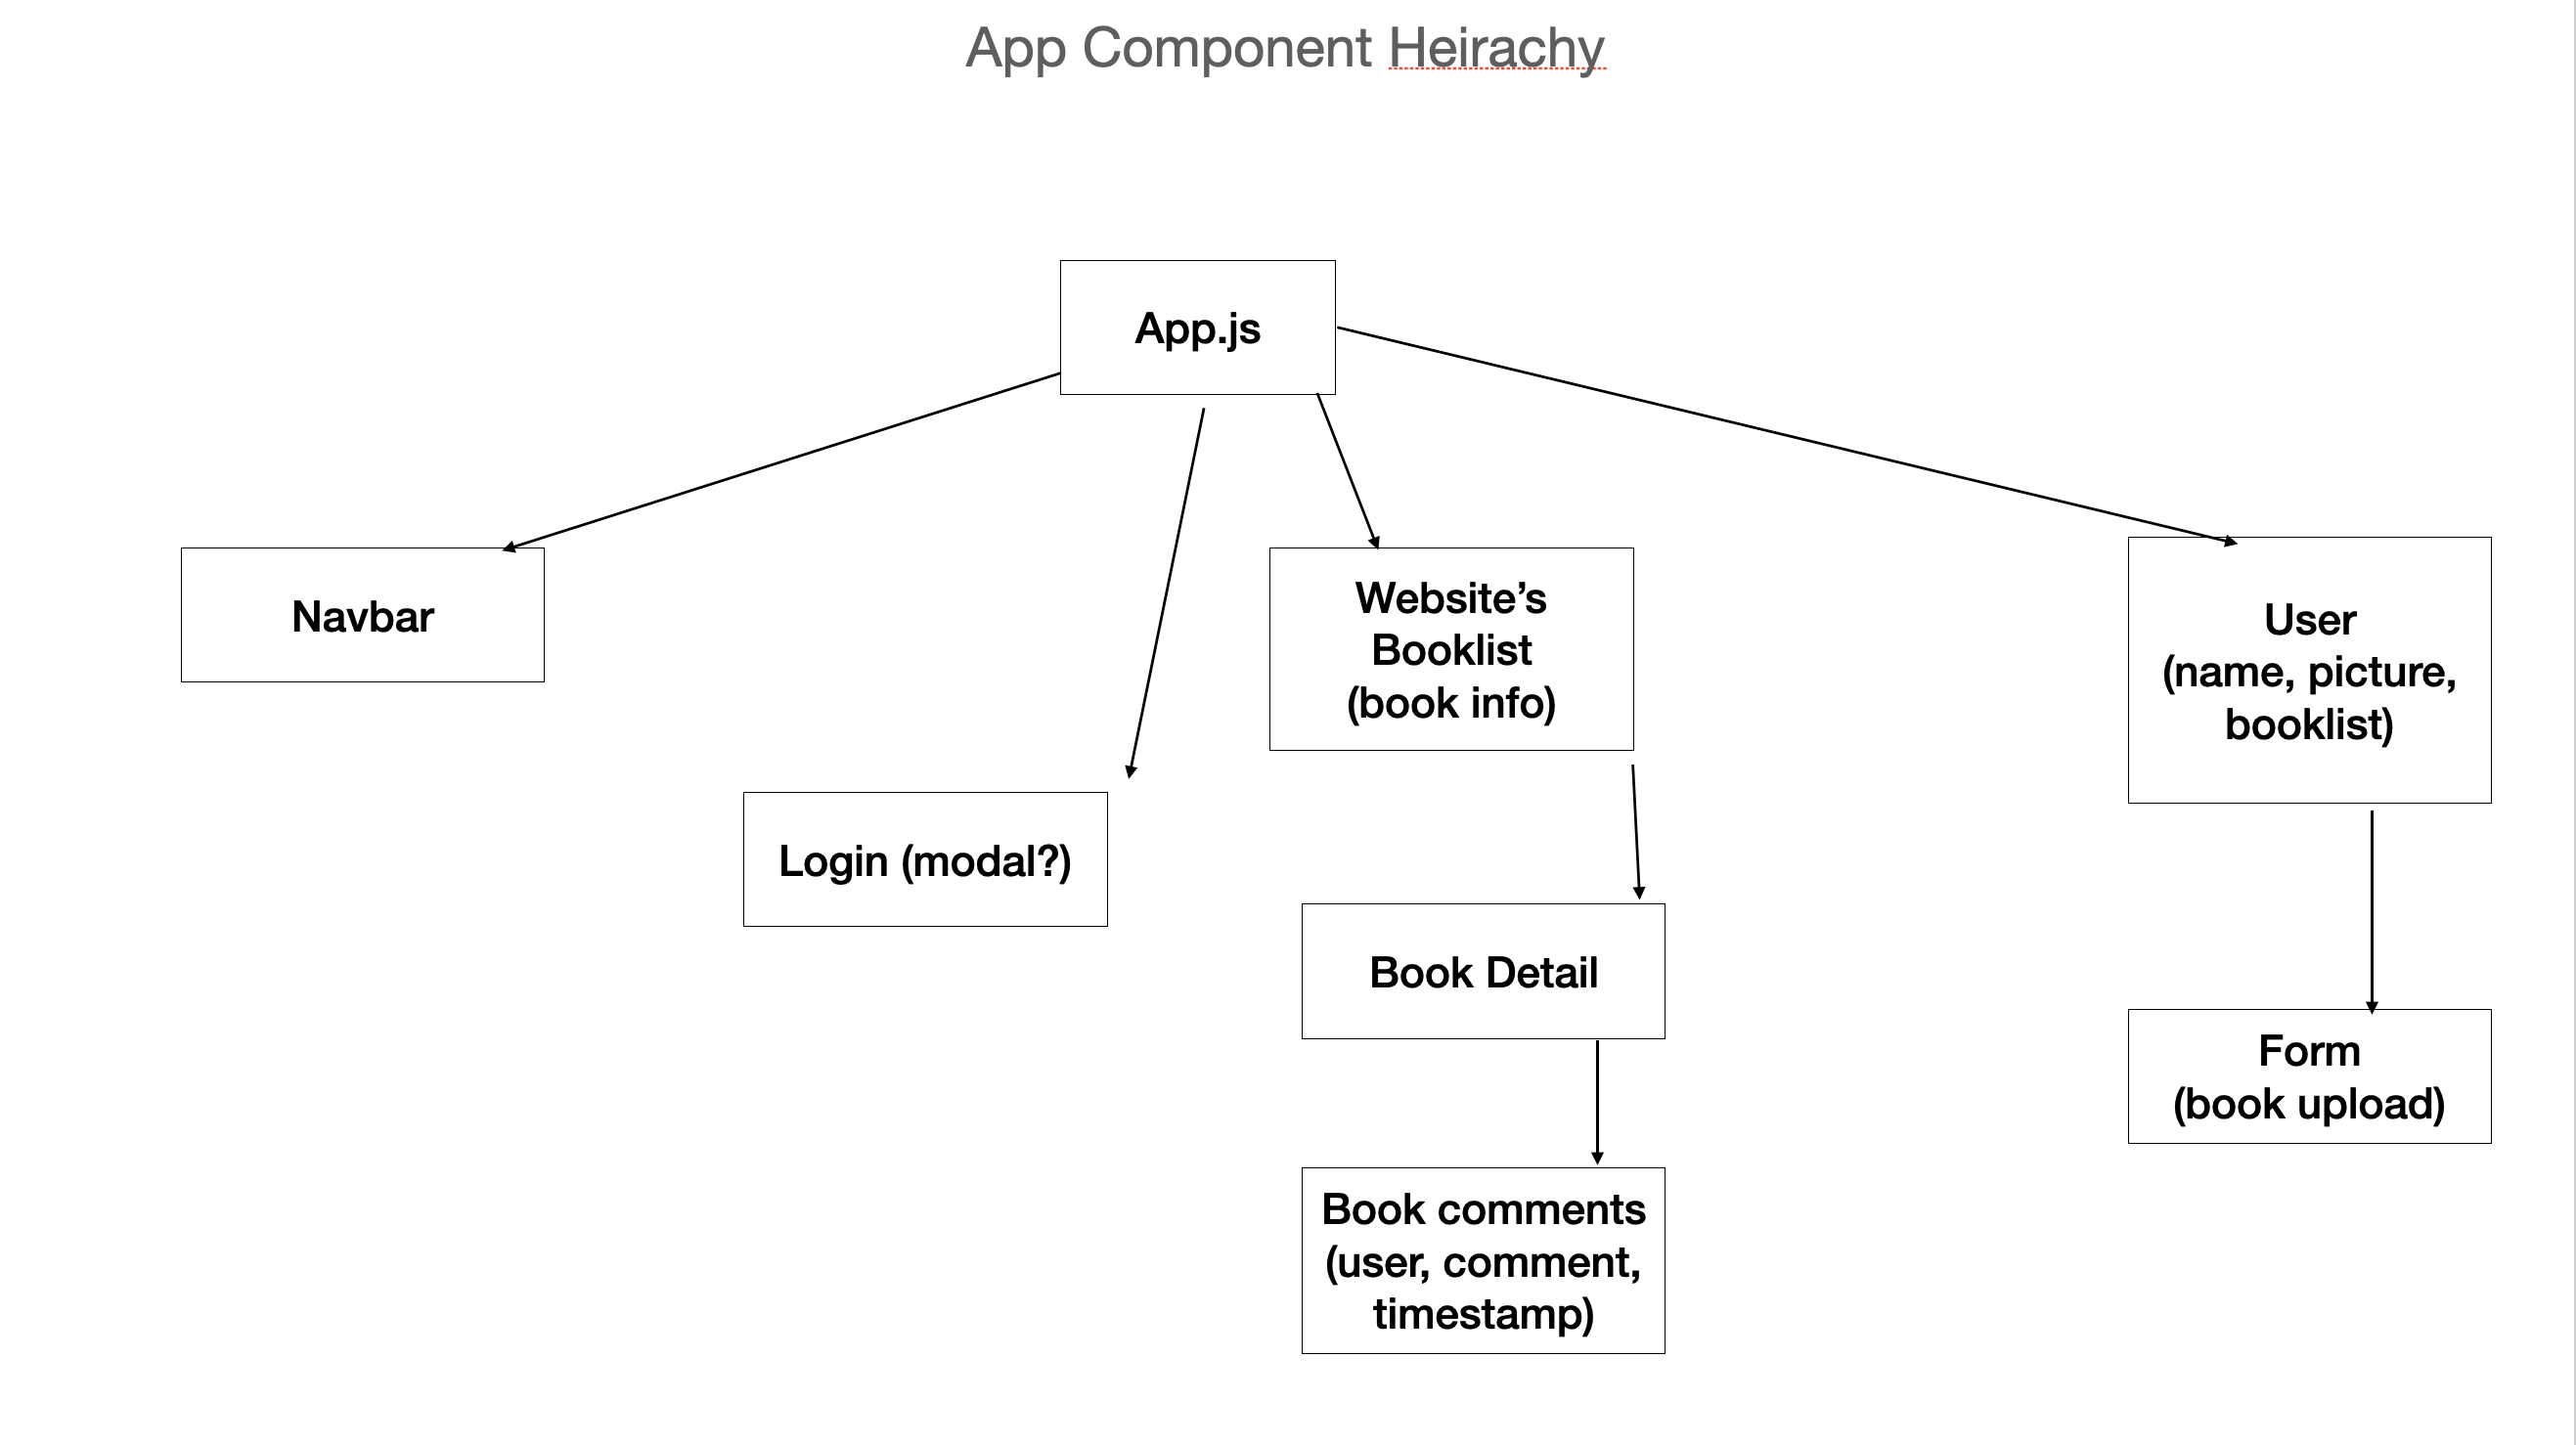 App Component Heirachy
App.js
Navbar
Website’s
Booklist
(book info)
User
(name, picture,
booklist)
Login (modal?)
Book Detail
Form
(book upload)
Book comments
(user, comment,
timestamp)